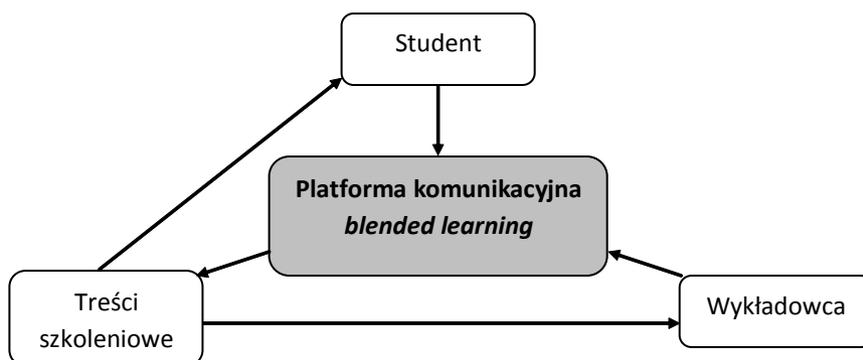 Student
Platforma komunikacyjna
blended learning
Treści
szkoleniowe
Wykładowca